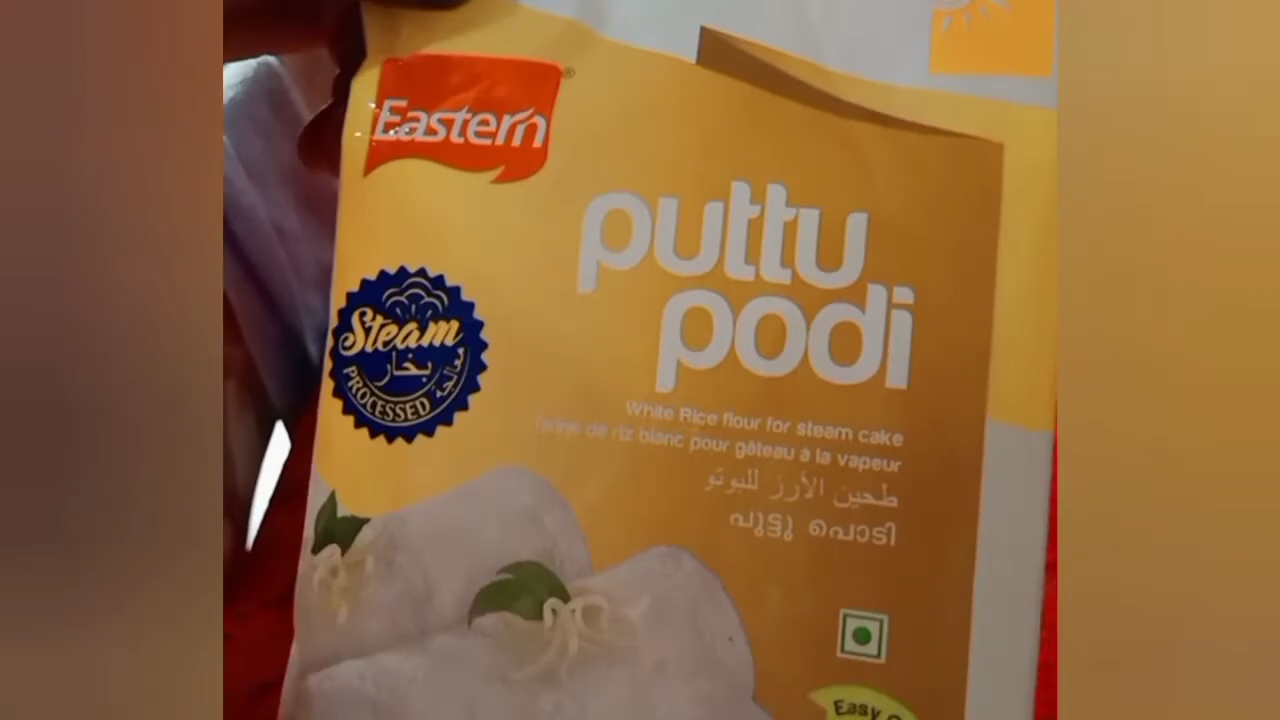 Eastern
puttu
podi
Steam
بخار
معالجة
PROCESSED
White Rice flour for steam cake
farine de riz blanc pour gâteau à la vapeur
طحين الأرز للبوتو
പുട്ടു പൊടി
Easy